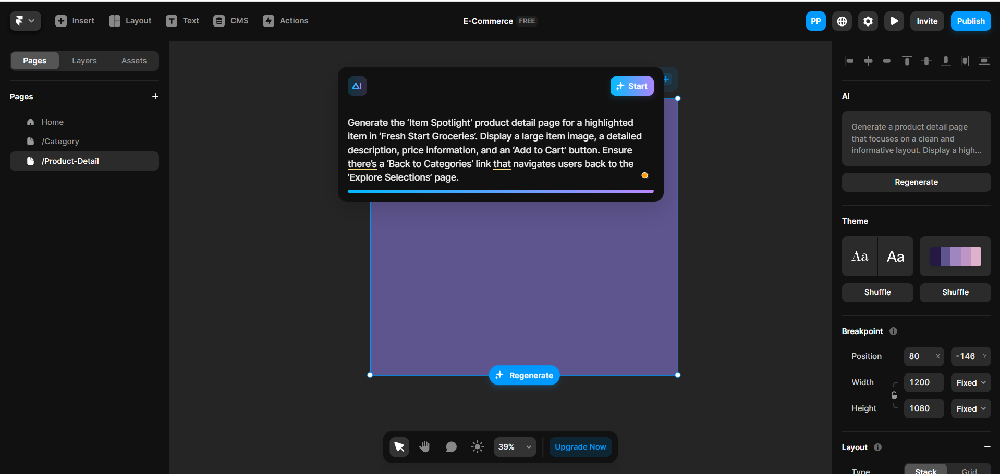 Insert
Layout
Text
CMS
Actions
E-Commerce FREE
PP
Invite
Publish
Pages
Layers
Assets
Pages
Home
/Category
/Product-Detail
AI
Start
Generate the ‘Item Spotlight’ product detail page for a highlighted
item in ‘Fresh Start Groceries’. Display a large item image, a detailed
description, price information, and an ‘Add to Cart’ button. Ensure
there’s a ‘Back to Categories’ link that navigates users back to the
‘Explore Selections’ page.
Regenerate
39%
Upgrade Now
AI
Generate a product detail page
that focuses on a clean and
informative layout. Display a high...
Regenerate
Theme
Aa
Aa
Shuffle
Shuffle
Breakpoint
Position 80 X -146 Y
Width 1200 Fixed
Height 1080 Fixed
Layout
Type Stack Grid